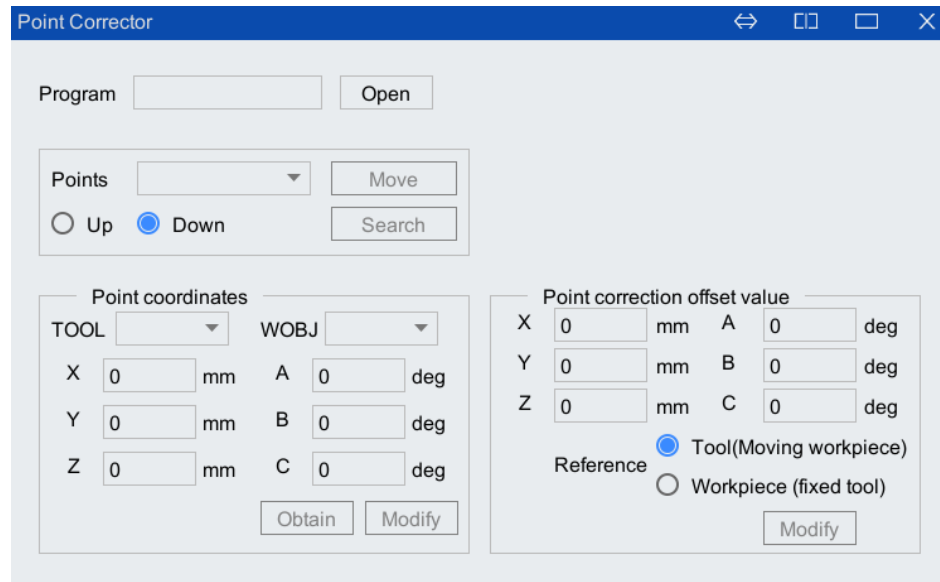 Point Corrector
Program Open
Points Move
Up Down Search
Point coordinates
TOOL WOBJ
X 0 mm A 0 deg
Y 0 mm B 0 deg
Z 0 mm C 0 deg
Obtain Modify
Point correction offset value
X 0 mm A 0 deg
Y 0 mm B 0 deg
Z 0 mm C 0 deg
Reference Tool(Moving workpiece)
Workpiece (fixed tool)
Modify